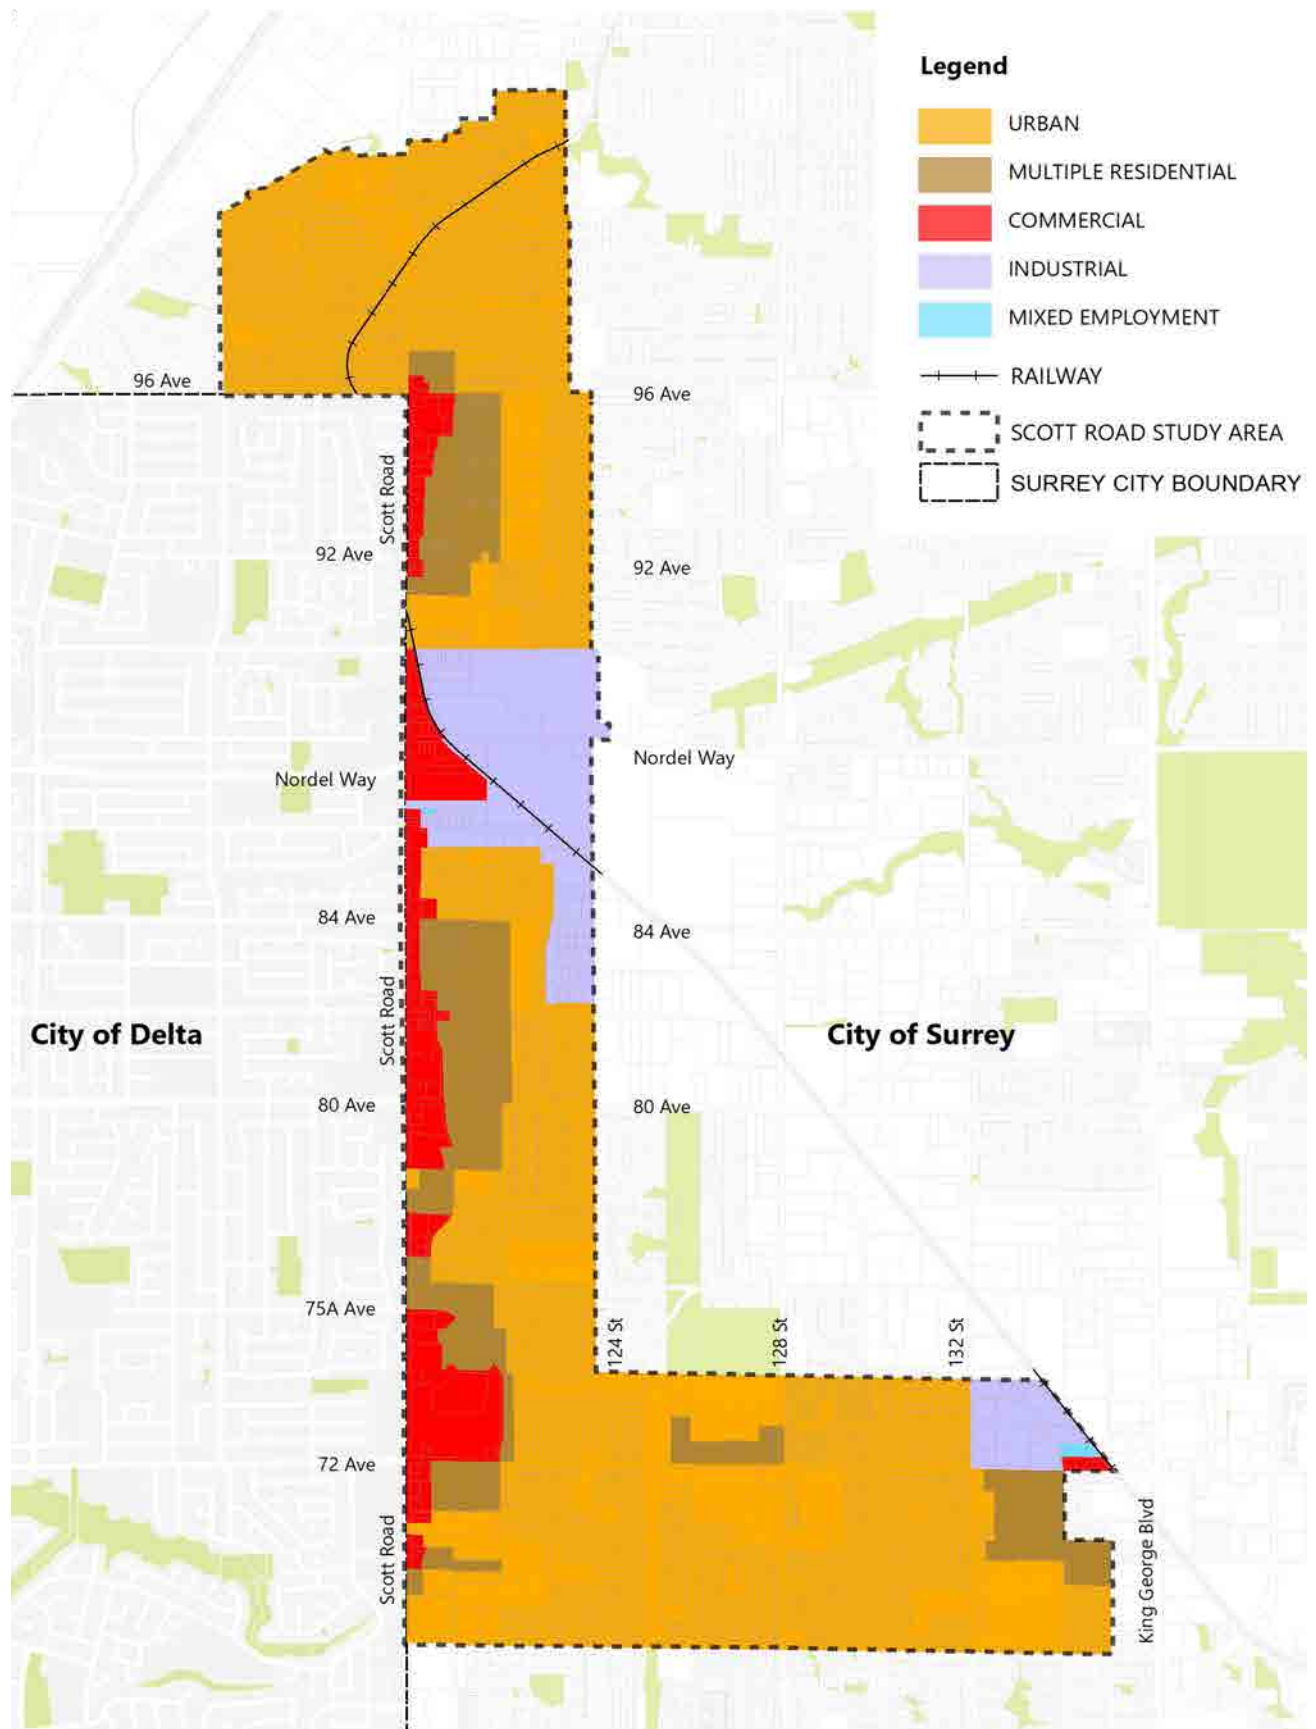 Legend
URBAN
MULTIPLE RESIDENTIAL
COMMERCIAL
INDUSTRIAL
MIXED EMPLOYMENT
RAILWAY
SCOTT ROAD STUDY AREA
SURREY CITY BOUNDARY
96 Ave
96 Ave
Scott Road
92 Ave
92 Ave
Nordel Way
Nordel Way
84 Ave
84 Ave
Scott Road
City of Delta
City of Surrey
80 Ave
80 Ave
75A Ave
124 St
128 St
132 St
72 Ave
Scott Road
King George Blvd